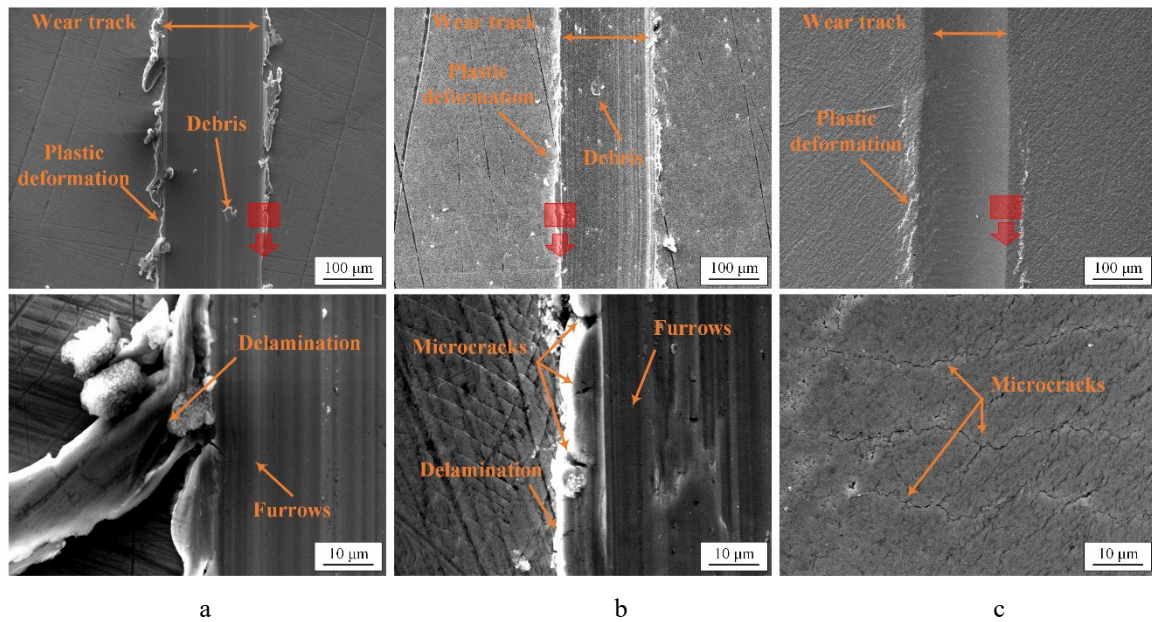 Wear track
Debris
Plastic
deformation
100 μm
Wear track
Plastic
deformation
Debris
100 μm
Wear track
Plastic
deformation
100 μm
Delamination
Furrows
10 μm
Microcracks
Furrows
Delamination
10 μm
Microcracks
10 μm
a
b
c